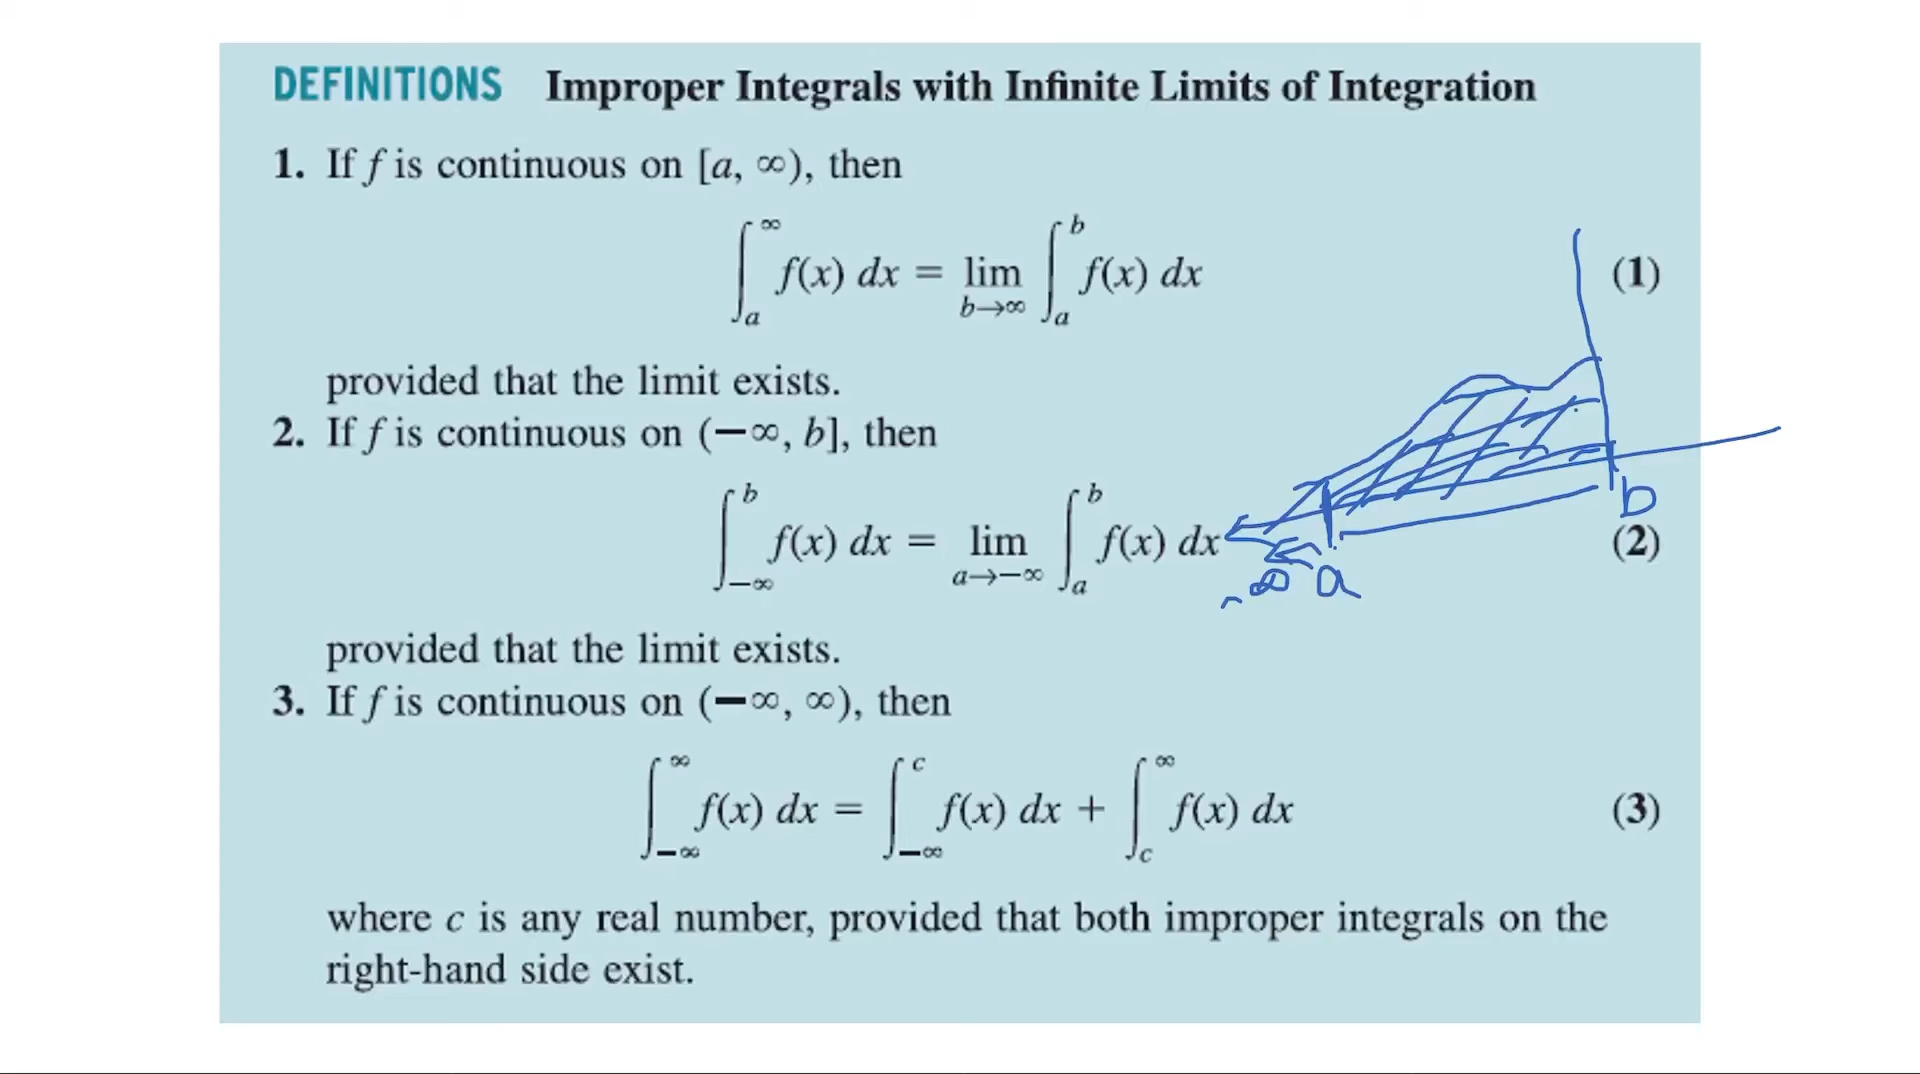 DEFINITIONS Improper Integrals with Infinite Limits of Integration
1. If f is continuous on [a, ∞), then
∫_a^∞ f(x) dx = lim_{b→∞} ∫_a^b f(x) dx (1)
provided that the limit exists.
2. If f is continuous on (−∞, b], then
∫_{−∞}^b f(x) dx = lim_{a→−∞} ∫_a^b f(x) dx (2)
b
-∞ a
provided that the limit exists.
3. If f is continuous on (−∞, ∞), then
∫_{−∞}^∞ f(x) dx = ∫_{−∞}^c f(x) dx + ∫_c^∞ f(x) dx (3)
where c is any real number, provided that both improper integrals on the
right-hand side exist.